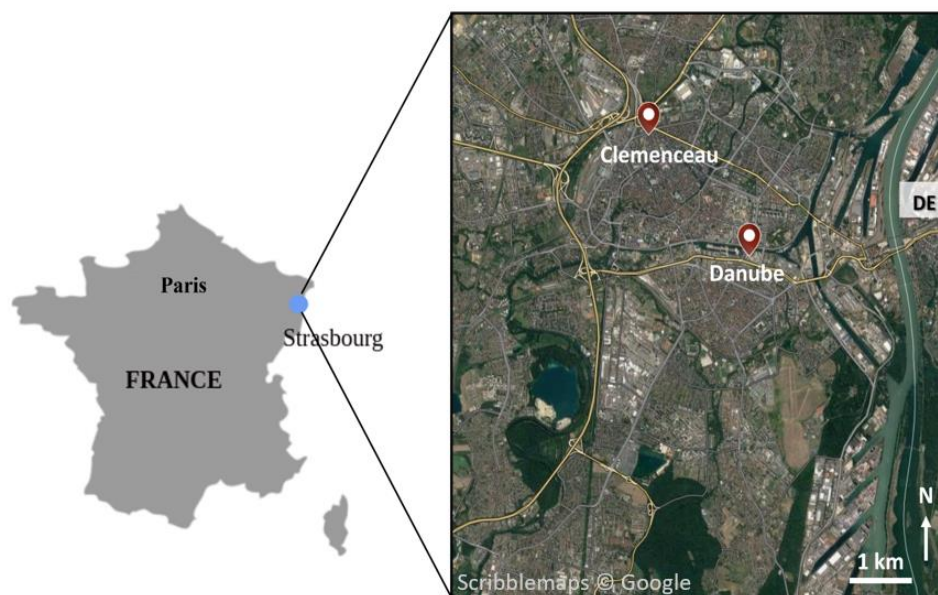 Paris
Strasbourg
FRANCE
Clemenceau
DE
Danube
N
1 km
Scribblemaps © Google